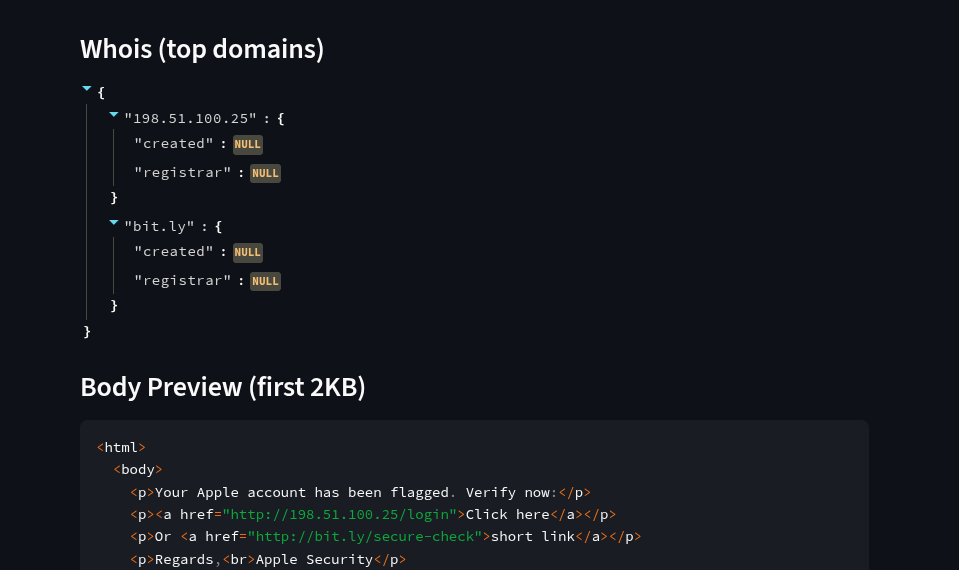 Whois (top domains)
{
"198.51.100.25" : {
"created" : NULL
"registrar" : NULL
}
"bit.ly" : {
"created" : NULL
"registrar" : NULL
}
}
Body Preview (first 2KB)
<html>
<body>
<p>Your Apple account has been flagged. Verify now:</p>
<p><a href="http://198.51.100.25/login">Click here</a></p>
<p>Or <a href="http://bit.ly/secure-check">short link</a></p>
<p>Regards,<br>Apple Security</p>